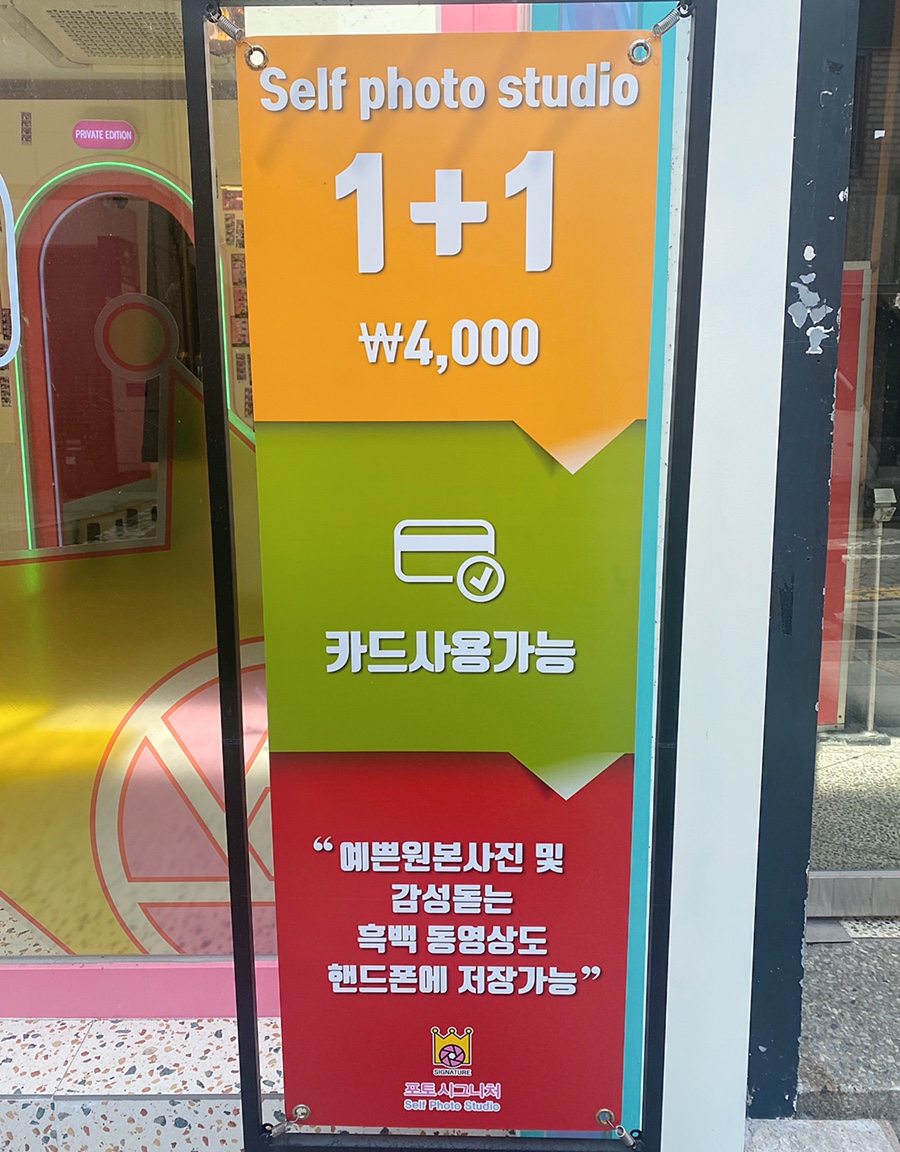 PRIVATE EDITION
Self photo studio
1+1
₩4,000
카드사용가능
“예쁜원본사진 및
감성돋는
흑백 동영상도
핸드폰에 저장가능”
SIGNATURE
포토시그니처
Self Photo Studio